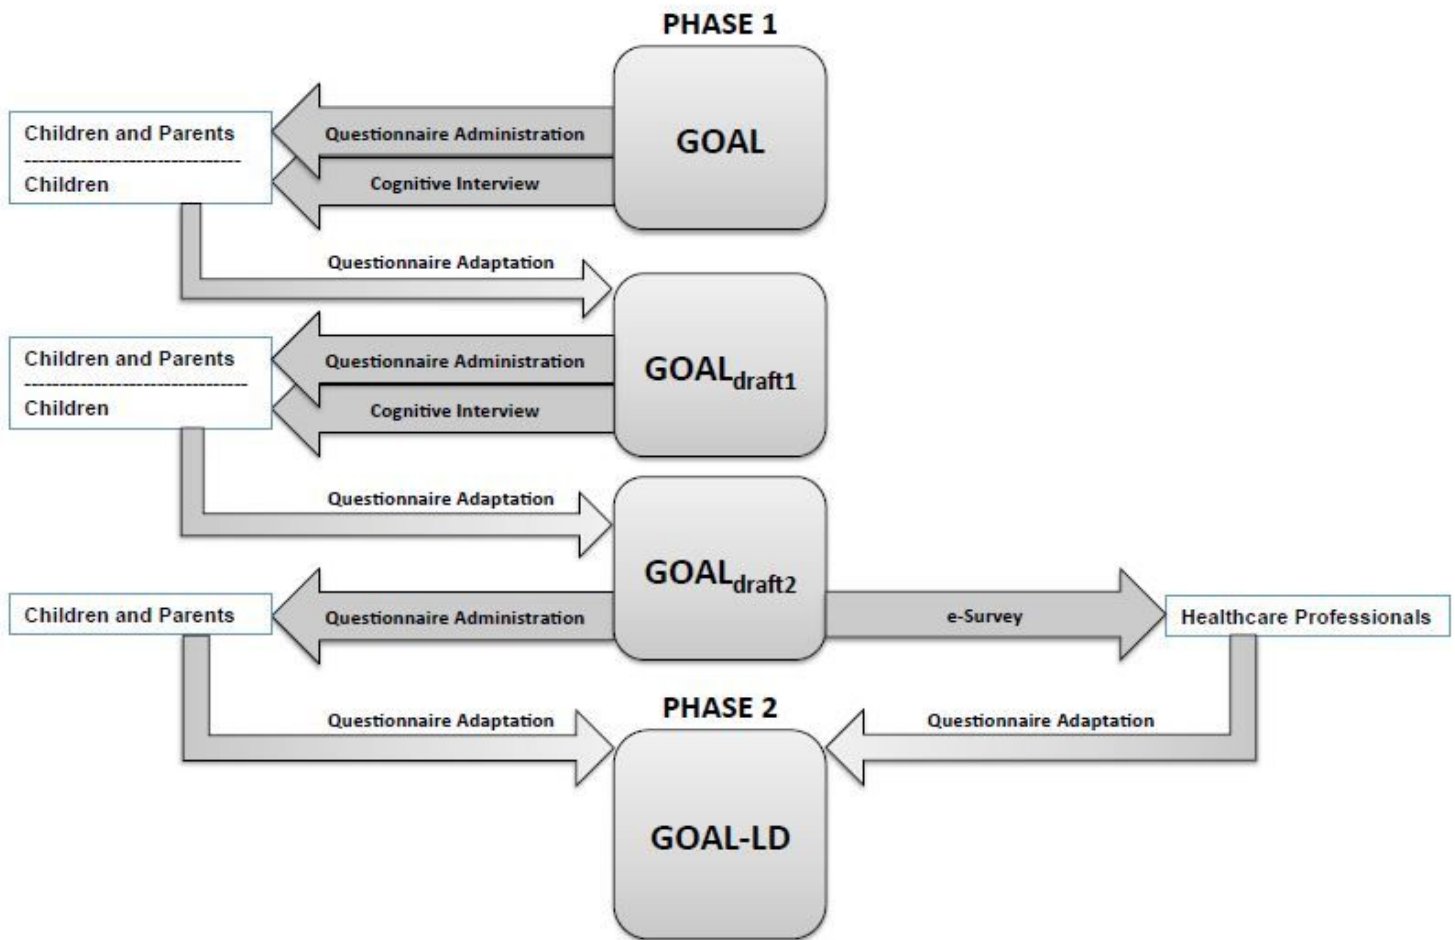 PHASE 1
GOAL
Questionnaire Administration
Cognitive Interview
Children and Parents
--------------------------------
Children
Questionnaire Adaptation
GOALdraft1
Questionnaire Administration
Cognitive Interview
Children and Parents
---------------------------------
Children
Questionnaire Adaptation
GOALdraft2
Questionnaire Administration
Children and Parents
e-Survey
Healthcare Professionals
Questionnaire Adaptation
Questionnaire Adaptation
PHASE 2
GOAL-LD